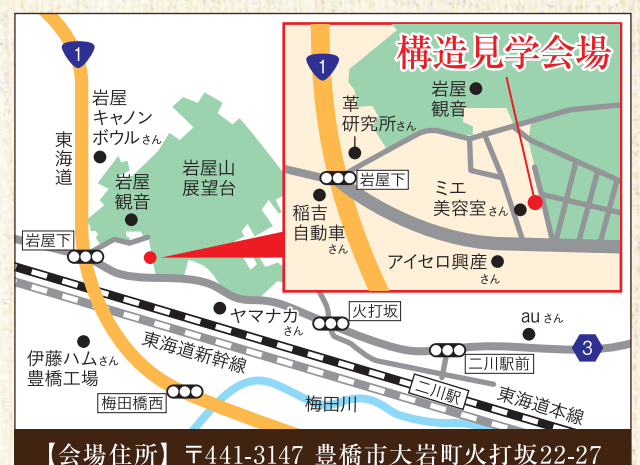 1
岩屋
キャノン
ボウルさん
東海道
岩屋
観音
岩屋山
展望台
岩屋下
伊藤ハムさん
豊橋工場
梅田橋西
東海道新幹線
ヤマナカ
さん
火打坂
auさん
3
二川駅前
二川駅
東海道本線
梅田川
構造見学会場
1
革
研究所さん
岩屋
観音
岩屋下
稲吉
自動車
さん
ミエ
美容室さん
アイセロ興産
さん
【会場住所】〒441-3147 豊橋市大岩町火打坂22-27